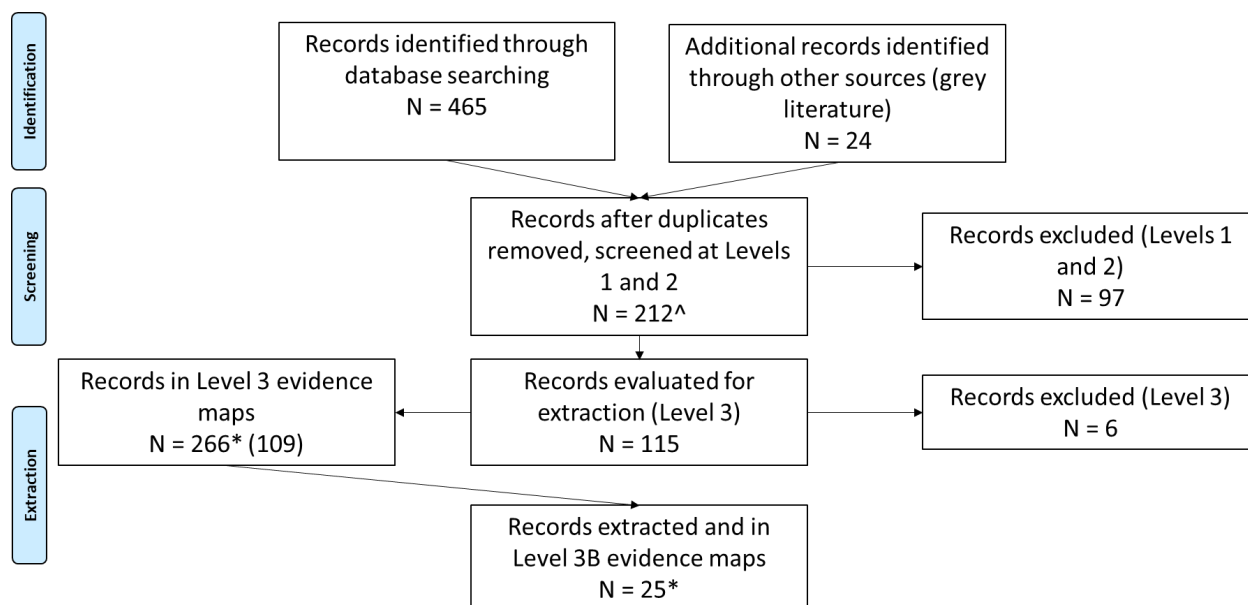 Identification
Records identified through
database searching
N = 465
Additional records identified
through other sources (grey
literature)
N = 24
Screening
Records after duplicates
removed, screened at Levels
1 and 2
N = 212^
Records excluded (Levels 1
and 2)
N = 97
Extraction
Records in Level 3 evidence
maps
N = 266* (109)
Records evaluated for
extraction (Level 3)
N = 115
Records excluded (Level 3)
N = 6
Records extracted and in
Level 3B evidence maps
N = 25*